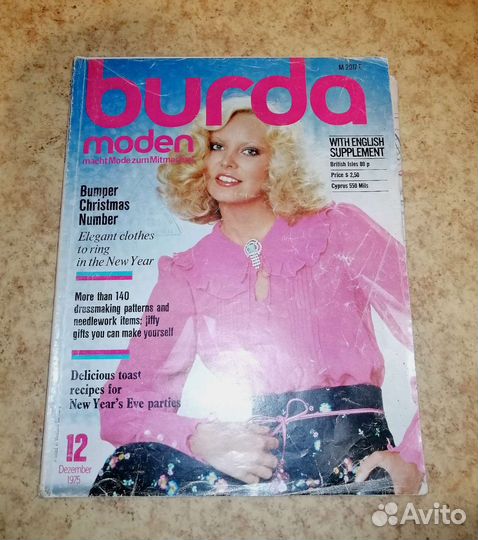 M 2017 E
burda
moden
macht Mode zum Mitmachen
WITH ENGLISH
SUPPLEMENT
British Isles 80 p
Price $ 2,50
Cyprus 550 Mils
Bumper
Christmas
Number
Elegant clothes
to ring
in the New Year
More than 140
dressmaking patterns and
needlework items: jiffy
gifts you can make yourself
Delicious toast
recipes for
New Year's Eve parties
12
Dezember
1975
Avito